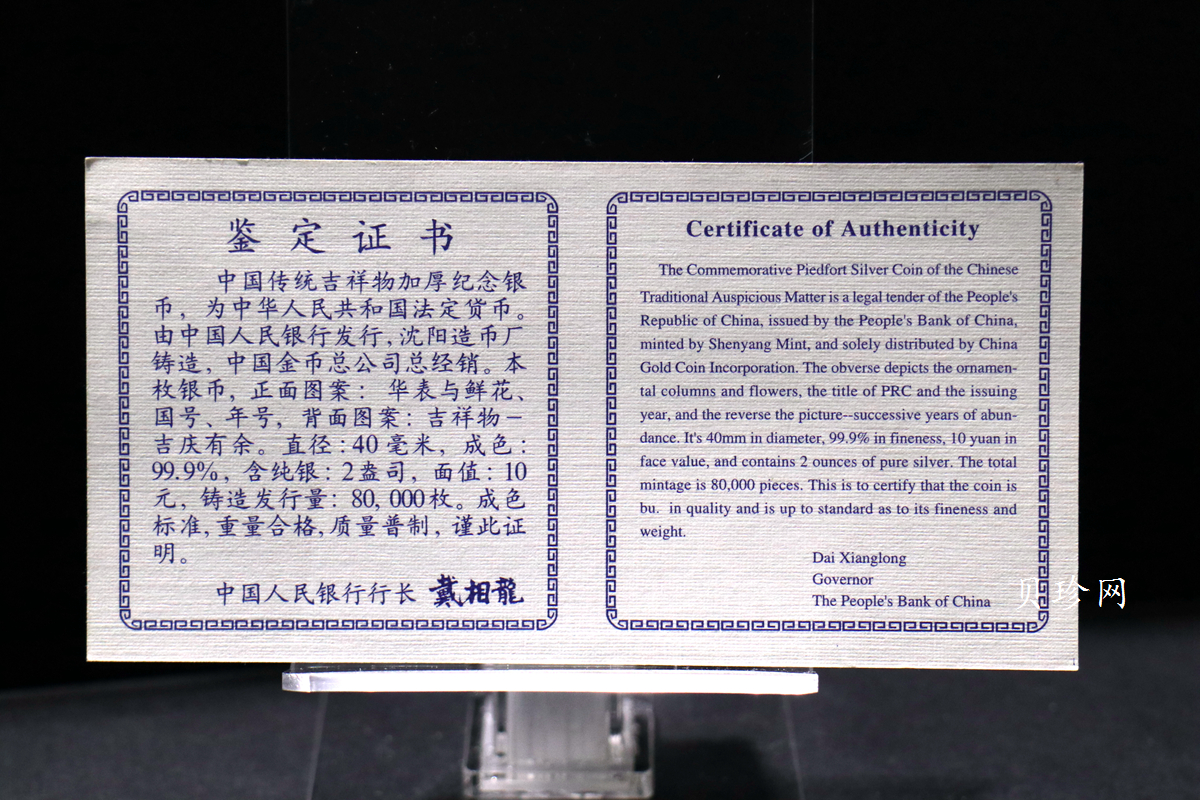 鉴定证书
中国传统吉祥物加厚纪念银
币，为中华人民共和国法定货币。
由中国人民银行发行，沈阳造币厂
铸造，中国金币总公司总经销。本
枚银币，正面图案：华表与鲜花、
国号、年号，背面图案：吉祥物－
吉庆有余。直径：40毫米，成色：
99.9%，含纯银：2盎司，面值：10
元，铸造发行量：80,000枚。成色
标准，重量合格，质量普制，谨此证
明。
中国人民银行行长 戴相龍
Certificate of Authenticity
The Commemorative Piedfort Silver Coin of the Chinese
Traditional Auspicious Matter is a legal tender of the People's
Republic of China, issued by the People's Bank of China,
minted by Shenyang Mint, and solely distributed by China
Gold Coin Incorporation. The obverse depicts the ornamen-
tal columns and flowers, the title of PRC and the issuing
year, and the reverse the picture--successive years of abun-
dance. It's 40mm in diameter, 99.9% in fineness, 10 yuan in
face value, and contains 2 ounces of pure silver. The total
mintage is 80,000 pieces. This is to certify that the coin is
bu. in quality and is up to standard as to its fineness and
weight.
Dai Xianglong
Governor
The People's Bank of China
贝珍网